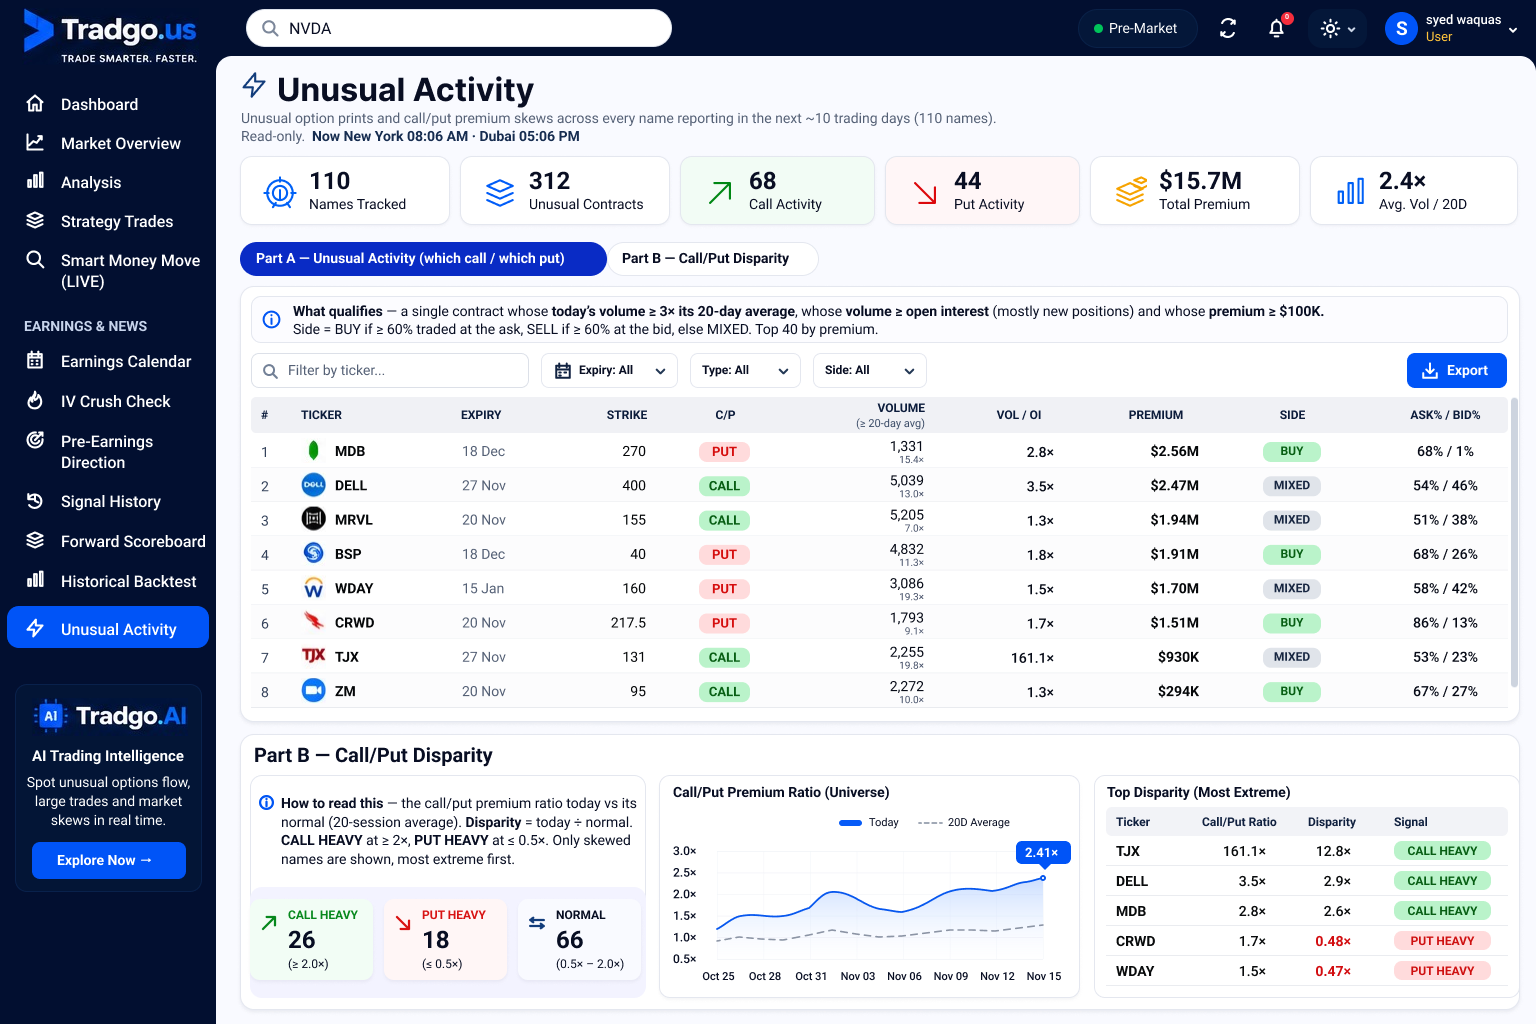 Tradgo.us
TRADE SMARTER. FASTER.
NVDA
Pre-Market
syed waquas
User
S
Dashboard
Market Overview
Analysis
Strategy Trades
Smart Money Move
(LIVE)
EARNINGS & NEWS
Earnings Calendar
IV Crush Check
Pre-Earnings
Direction
Signal History
Forward Scoreboard
Historical Backtest
Unusual Activity
AI
Tradgo.AI
AI Trading Intelligence
Spot unusual options flow,
large trades and market
skews in real time.
Explore Now →
Unusual Activity
Unusual option prints and call/put premium skews across every name reporting in the next ~10 trading days (110 names).
Read-only. Now New York 08:06 AM · Dubai 05:06 PM
110
Names Tracked
312
Unusual Contracts
68
Call Activity
44
Put Activity
$15.7M
Total Premium
2.4×
Avg. Vol / 20D
Part A — Unusual Activity (which call / which put)
Part B — Call/Put Disparity
What qualifies — a single contract whose today's volume ≥ 3× its 20-day average, whose volume ≥ open interest (mostly new positions) and whose premium ≥ $100K.
Side = BUY if ≥ 60% traded at the ask, SELL if ≥ 60% at the bid, else MIXED. Top 40 by premium.
Filter by ticker...
Expiry: All
Type: All
Side: All
Export
# TICKER EXPIRY STRIKE C/P VOLUME (≥ 20-day avg) VOL / OI PREMIUM SIDE ASK% / BID%
1 MDB 18 Dec 270 PUT 1,331 15.4× 2.8× $2.56M BUY 68% / 1%
2 DELL DELL 27 Nov 400 CALL 5,039 13.0× 3.5× $2.47M MIXED 54% / 46%
3 MRVL 20 Nov 155 CALL 5,205 7.0× 1.3× $1.94M MIXED 51% / 38%
4 BSP 18 Dec 40 PUT 4,832 11.3× 1.8× $1.91M BUY 68% / 26%
5 WDAY 15 Jan 160 PUT 3,086 19.3× 1.5× $1.70M MIXED 58% / 42%
6 CRWD 20 Nov 217.5 PUT 1,793 9.1× 1.7× $1.51M BUY 86% / 13%
7 TJX TJX 27 Nov 131 CALL 2,255 19.8× 161.1× $930K MIXED 53% / 23%
8 ZM 20 Nov 95 CALL 2,272 10.0× 1.3× $294K BUY 67% / 27%
Part B — Call/Put Disparity
How to read this — the call/put premium ratio today vs its
normal (20-session average). Disparity = today ÷ normal.
CALL HEAVY at ≥ 2×, PUT HEAVY at ≤ 0.5×. Only skewed
names are shown, most extreme first.
CALL HEAVY
26
(≥ 2.0×)
PUT HEAVY
18
(≤ 0.5×)
NORMAL
66
(0.5× – 2.0×)
Call/Put Premium Ratio (Universe)
Today
20D Average
2.41×
3.0×
2.5×
2.0×
1.5×
1.0×
0.5×
Oct 25 Oct 28 Oct 31 Nov 03 Nov 06 Nov 09 Nov 12 Nov 15
Top Disparity (Most Extreme)
Ticker Call/Put Ratio Disparity Signal
TJX 161.1× 12.8× CALL HEAVY
DELL 3.5× 2.9× CALL HEAVY
MDB 2.8× 2.6× CALL HEAVY
CRWD 1.7× 0.48× PUT HEAVY
WDAY 1.5× 0.47× PUT HEAVY